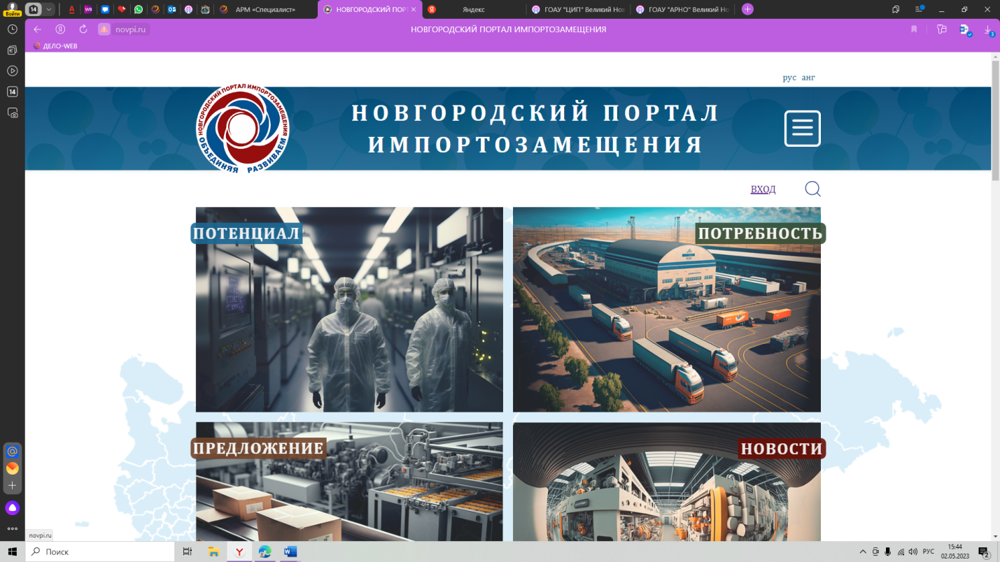 Войти
14
АРМ «Специалист»
НОВГОРОДСКИЙ ПОРТ
Яндекс
ГОАУ "ЦИП" Великий Нов
ГОАУ "АРНО" Великий Но
novpi.ru
НОВГОРОДСКИЙ ПОРТАЛ ИМПОРТОЗАМЕЩЕНИЯ
3
ДЕЛО-WEB
14
рус анг
НОВГОРОДСКИЙ ПОРТАЛ ИМПОРТОЗАМЕЩЕНИЯ
ОБЪЕДИНЯЯ РАЗВИВАЕМ
НОВГОРОДСКИЙ ПОРТАЛ
ИМПОРТОЗАМЕЩЕНИЯ
ВХОД
ПОТЕНЦИАЛ
ПОТРЕБНОСТЬ
ПРЕДЛОЖЕНИЕ
НОВОСТИ
novpi.ru
Поиск
РУС
15:44
02.05.2023
2